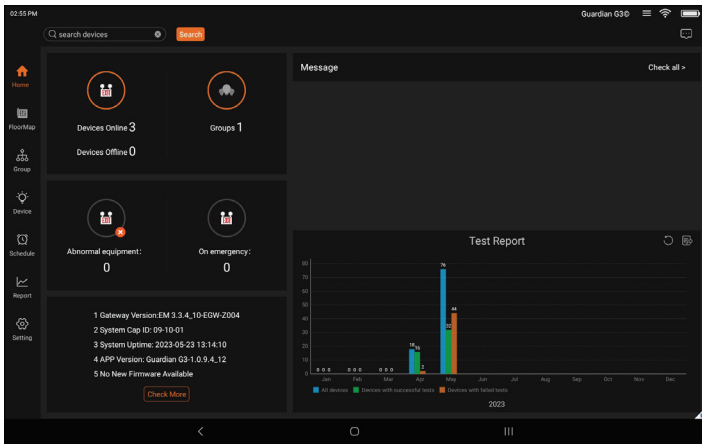 02:55 PM
Guardian G3©
search devices
Search
Home
FloorMap
Group
Device
Schedule
Report
Setting
Devices Online 3
Devices Offline 0
Groups 1
Abnormal equipment:
0
On emergency:
0
1 Gateway Version:EM 3.3.4_10-EGW-Z004
2 System Cap ID: 09-10-01
3 System Uptime: 2023-05-23 13:14:10
4 APP Version: Guardian G3-1.0.9.4_12
5 No New Firmware Available
Check More
Message
Check all >
Test Report
80
70
60
50
40
30
20
10
0
0 0 0
0 0 0
0 0 0
18
16
2
76
32
44
Jan Feb Mar Apr May Jun Jul Aug Sep Oct Nov Dec
All devices Devices with successful tests Devices with failed tests
2023